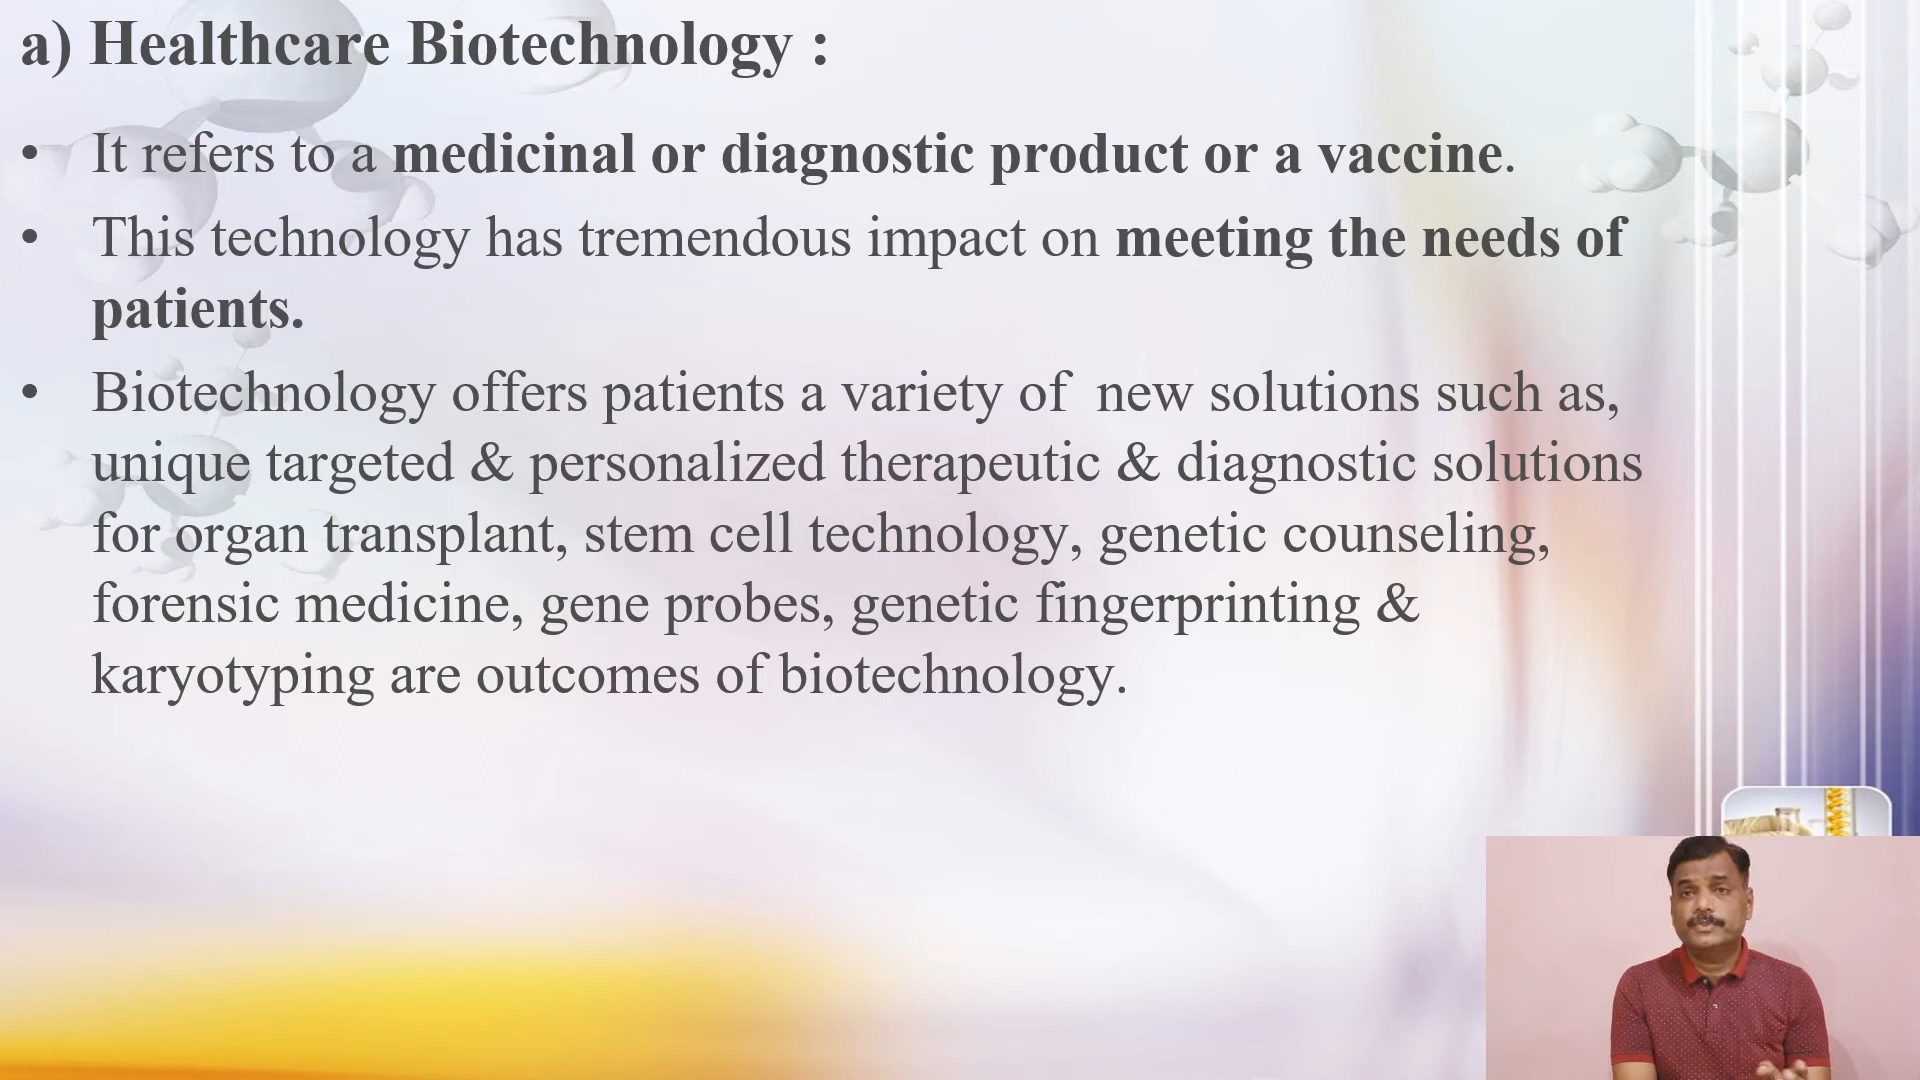 a) Healthcare Biotechnology :
• It refers to a medicinal or diagnostic product or a vaccine.
• This technology has tremendous impact on meeting the needs of
patients.
• Biotechnology offers patients a variety of  new solutions such as,
unique targeted & personalized therapeutic & diagnostic solutions
for organ transplant, stem cell technology, genetic counseling,
forensic medicine, gene probes, genetic fingerprinting &
karyotyping are outcomes of biotechnology.